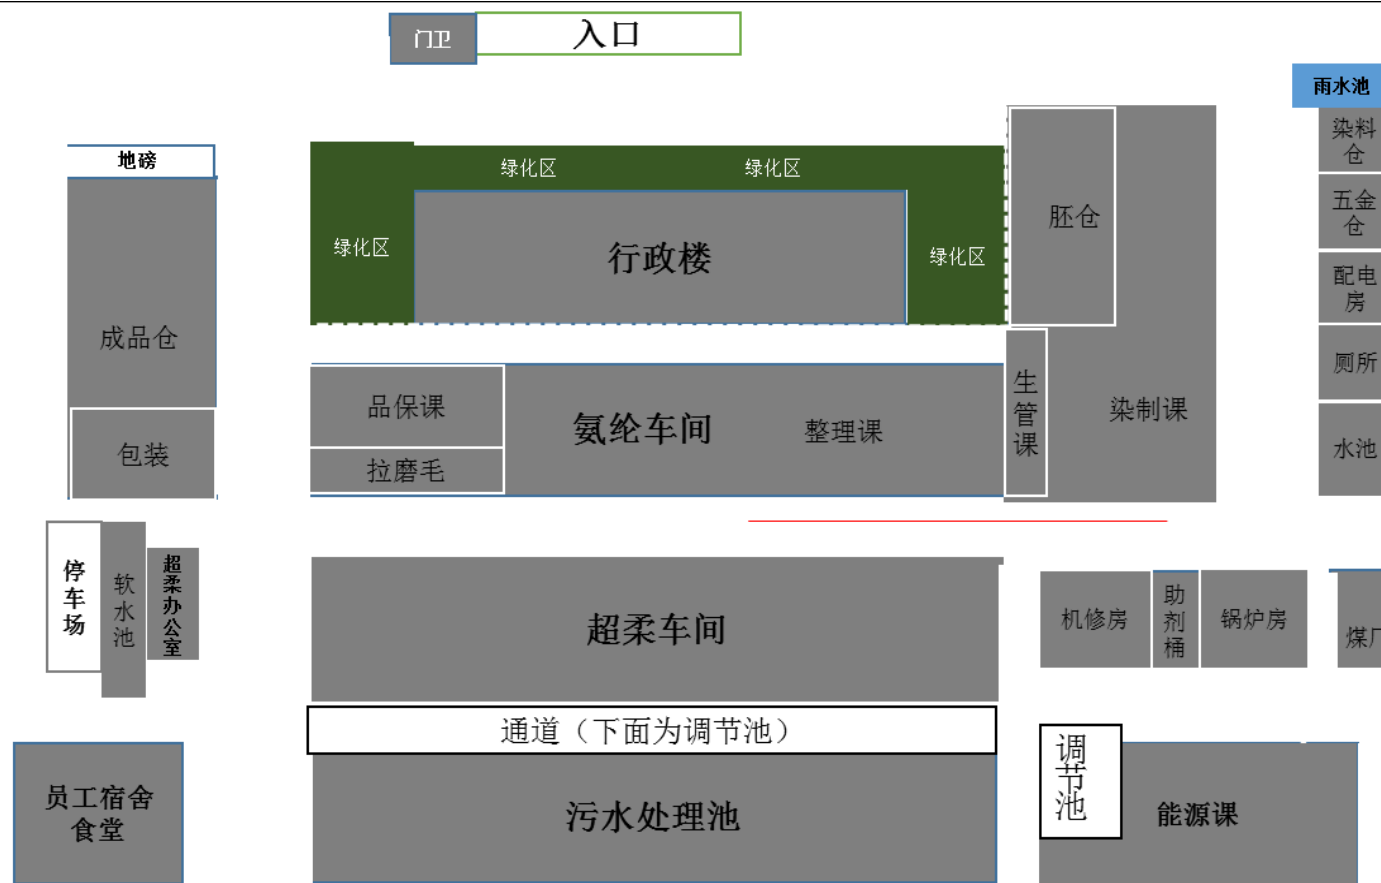 门卫
入口
雨水池
染料
仓
地磅
绿化区
绿化区
五金
仓
胚仓
绿化区
行政楼
绿化区
配电
房
成品仓
厕所
品保课
氨纶车间
整理课
生
管
课
染制课
包装
拉磨毛
水池
停
车
场
软
水
池
超
柔
办
公
室
超柔车间
机修房
助
剂
桶
锅炉房
煤厂
通道（下面为调节池）
调
节
池
员工宿舍
食堂
污水处理池
能源课